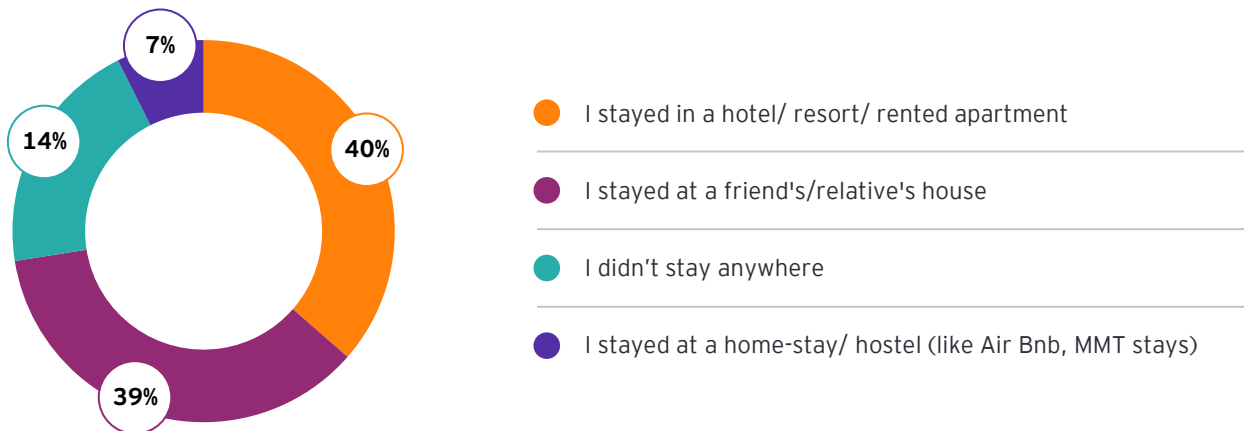 7%
14%
40%
39%
I stayed in a hotel/ resort/ rented apartment
I stayed at a friend's/relative's house
I didn’t stay anywhere
I stayed at a home-stay/ hostel (like Air Bnb, MMT stays)